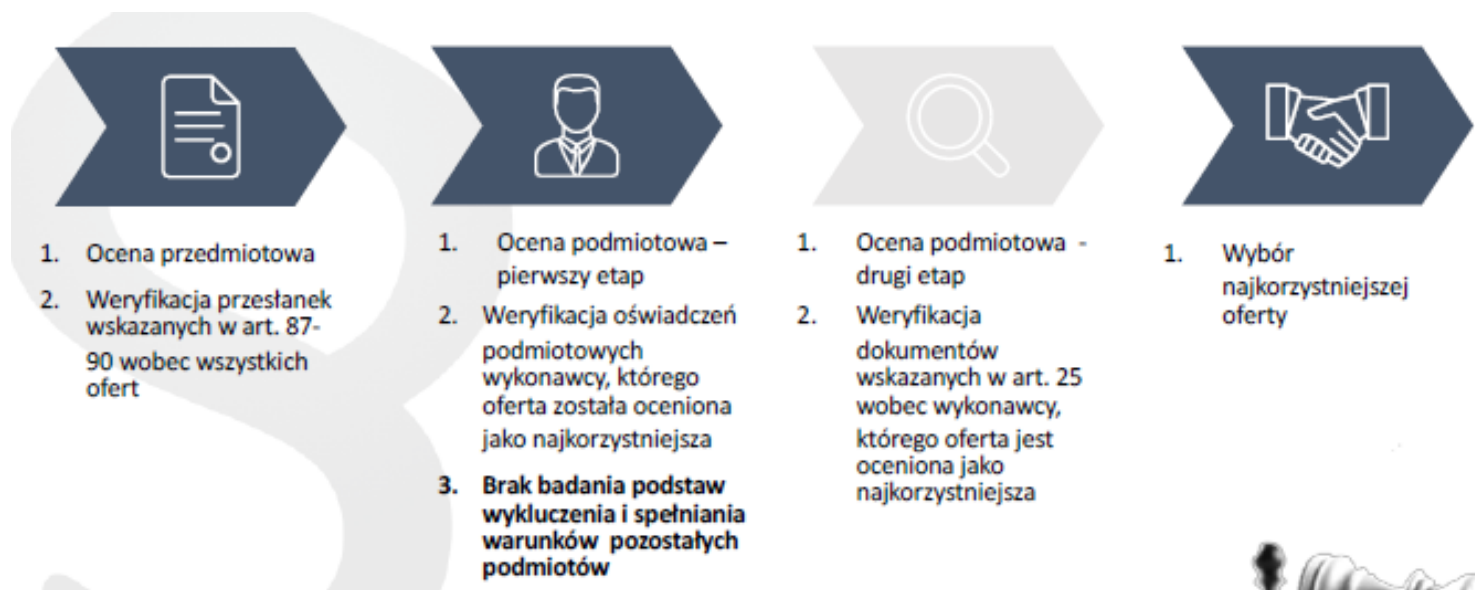 1. Ocena przedmiotowa
2. Weryfikacja przesłanek
wskazanych w art. 87-
90 wobec wszystkich
ofert
1. Ocena podmiotowa –
pierwszy etap
2. Weryfikacja oświadczeń
podmiotowych
wykonawcy, którego
oferta została oceniona
jako najkorzystniejsza
3. Brak badania podstaw
wykluczenia i spełniania
warunków pozostałych
podmiotów
1. Ocena podmiotowa -
drugi etap
2. Weryfikacja
dokumentów
wskazanych w art. 25
wobec wykonawcy,
którego oferta jest
oceniona jako
najkorzystniejsza
1. Wybór
najkorzystniejszej
oferty